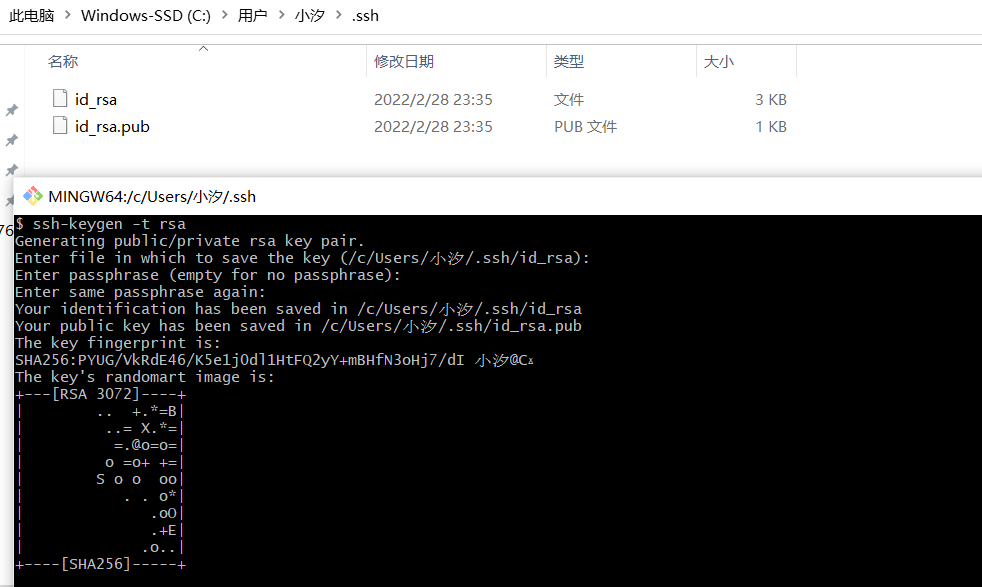 此电脑 > Windows-SSD (C:) > 用户 > 小汐 > .ssh
名称 修改日期 类型 大小
id_rsa 2022/2/28 23:35 文件 3 KB
id_rsa.pub 2022/2/28 23:35 PUB 文件 1 KB
MINGW64:/c/Users/小汐/.ssh
76
$ ssh-keygen -t rsa
Generating public/private rsa key pair.
Enter file in which to save the key (/c/Users/小汐/.ssh/id_rsa):
Enter passphrase (empty for no passphrase):
Enter same passphrase again:
Your identification has been saved in /c/Users/小汐/.ssh/id_rsa
Your public key has been saved in /c/Users/小汐/.ssh/id_rsa.pub
The key fingerprint is:
SHA256:PYUG/VkRdE46/K5e1jOdl1HtFQ2yY+mBHfN3oHj7/dI 小汐@C
The key's randomart image is:
+---[RSA 3072]----+
|        ..  +.*=B|
|         ..= X.*=|
|          =.@o=o=|
|         o =o+ +=|
|        S o o  oo|
|           . . o*|
|              .oO|
|              .+E|
|             .o..|
+----[SHA256]-----+